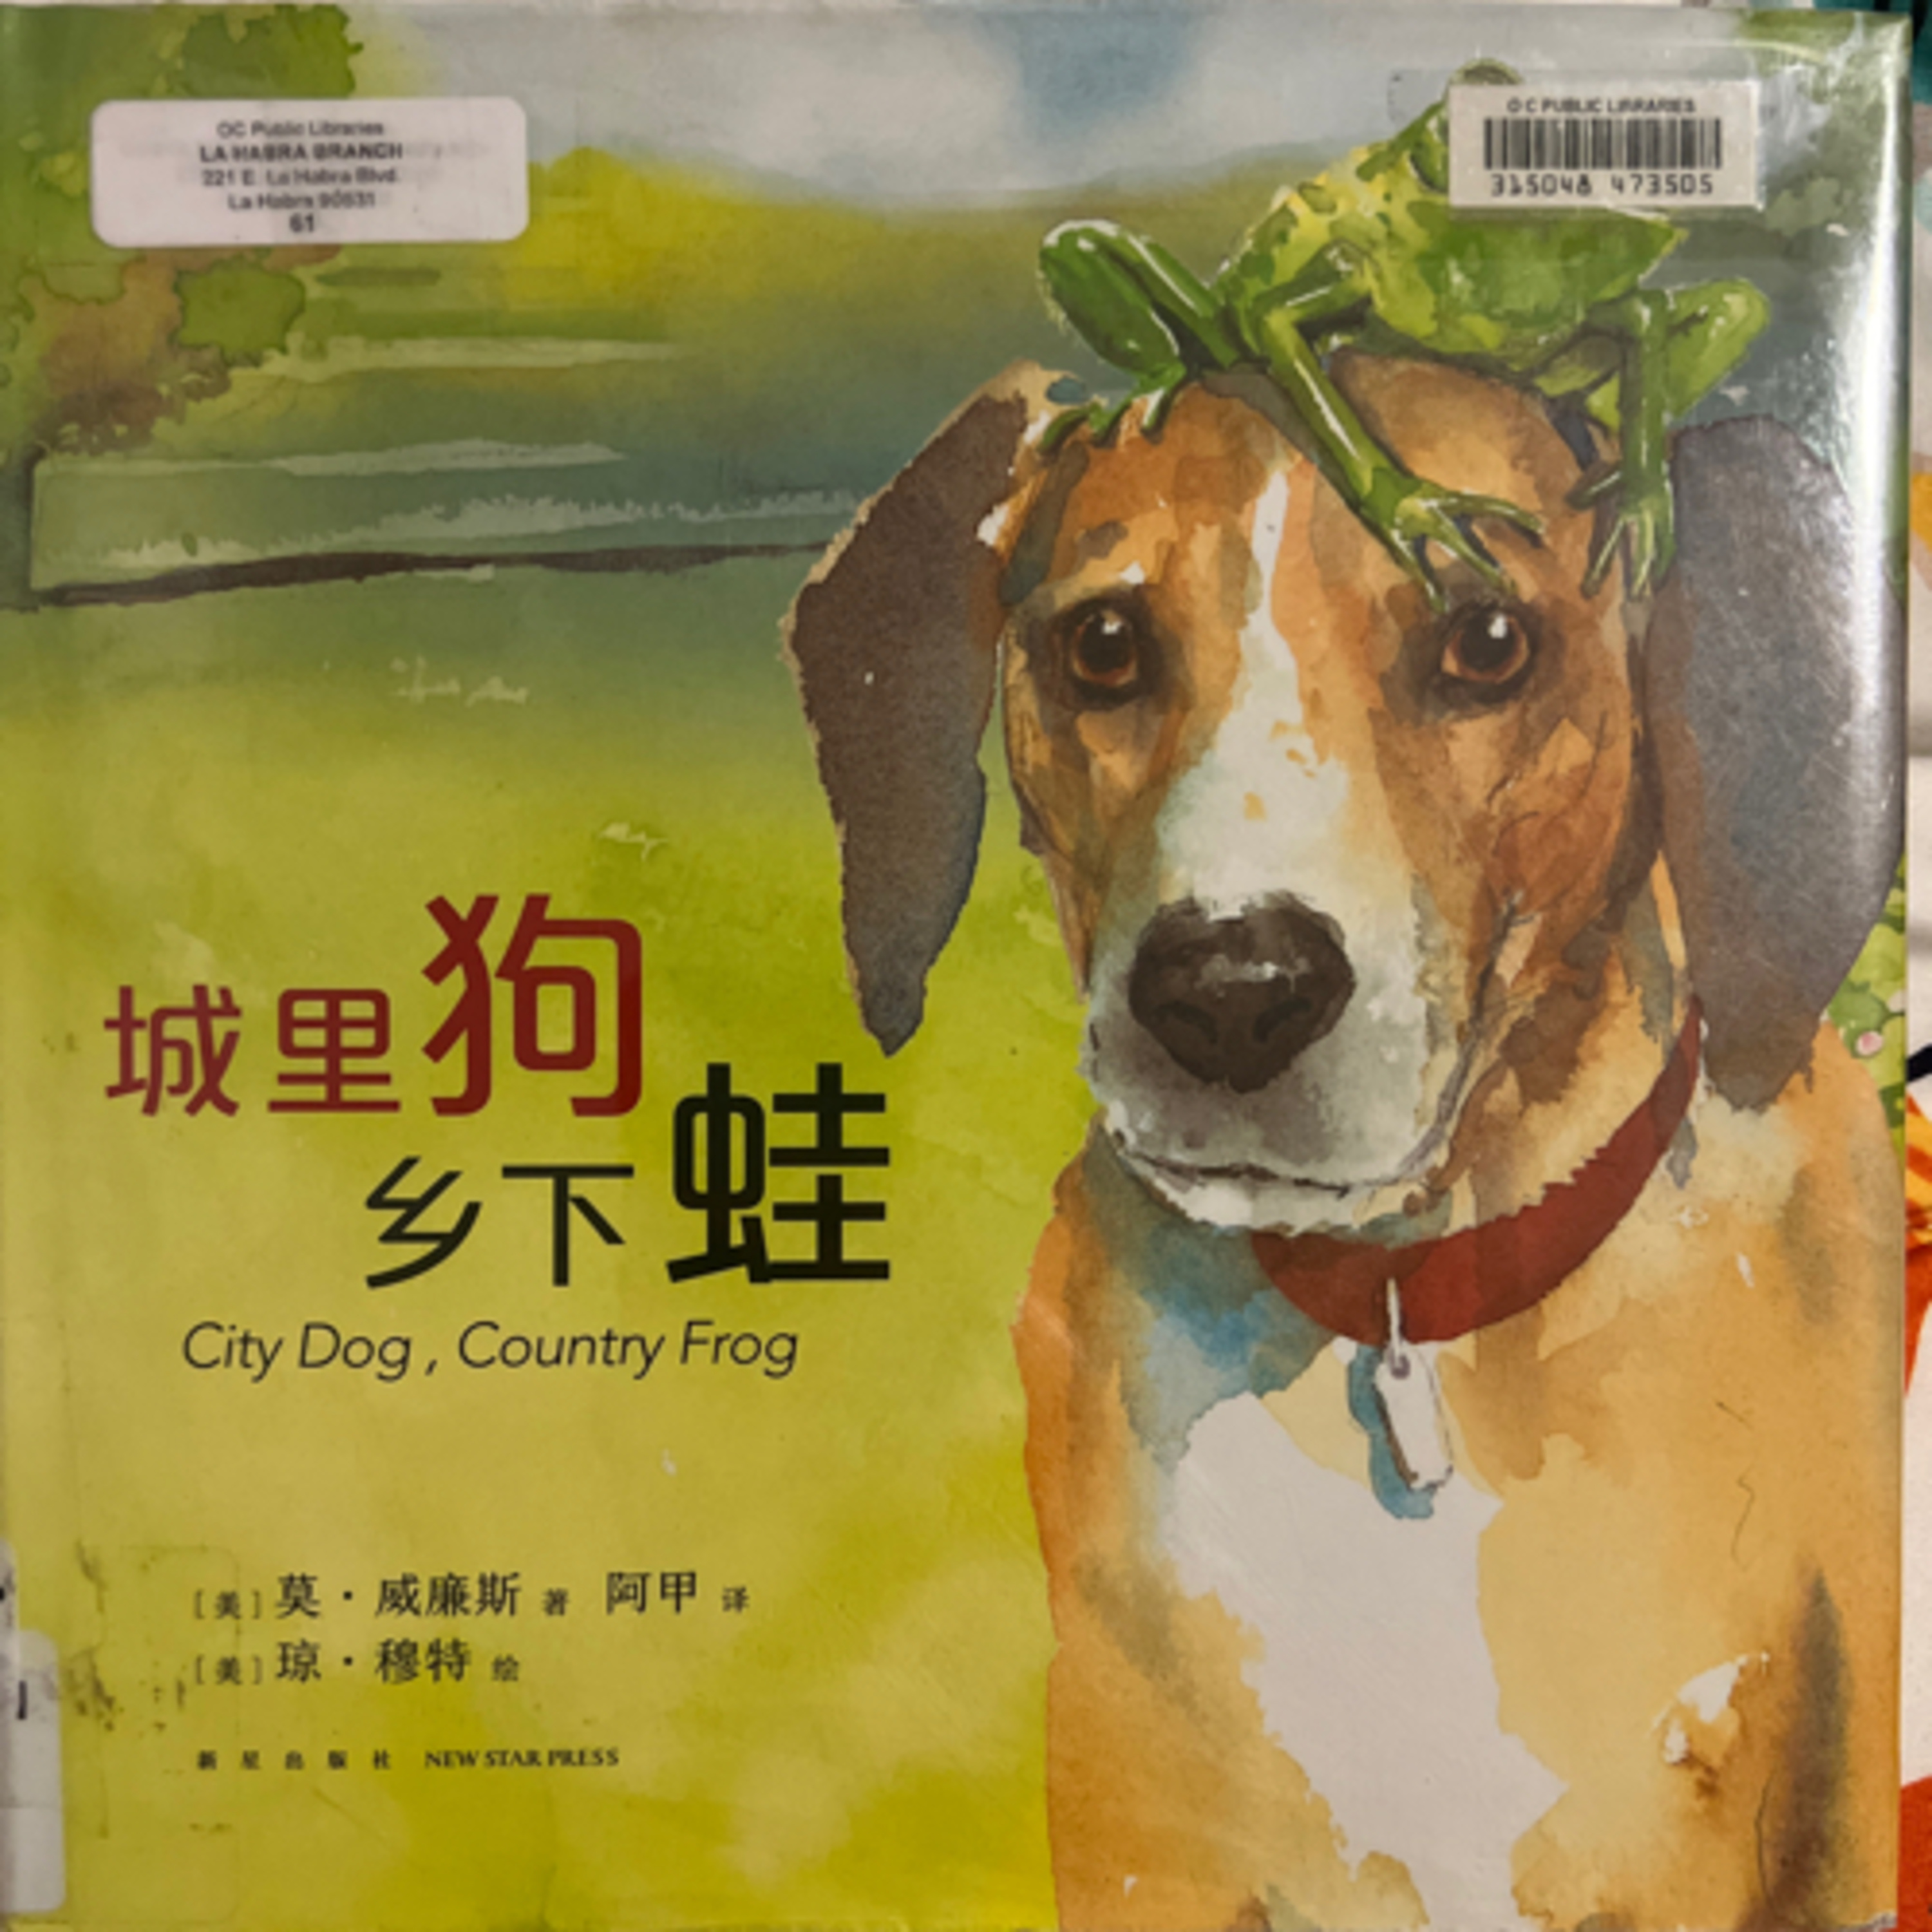 OC Public Libraries
LA HABRA BRANCH
221 E. La Habra Blvd.
La Habra 90631
61
OC PUBLIC LIBRARIES
315048 473505
城里狗
乡下蛙
City Dog , Country Frog
[美] 莫·威廉斯 著 阿甲 译
[美] 琼·穆特 绘
新星出版社 NEW STAR PRESS
J